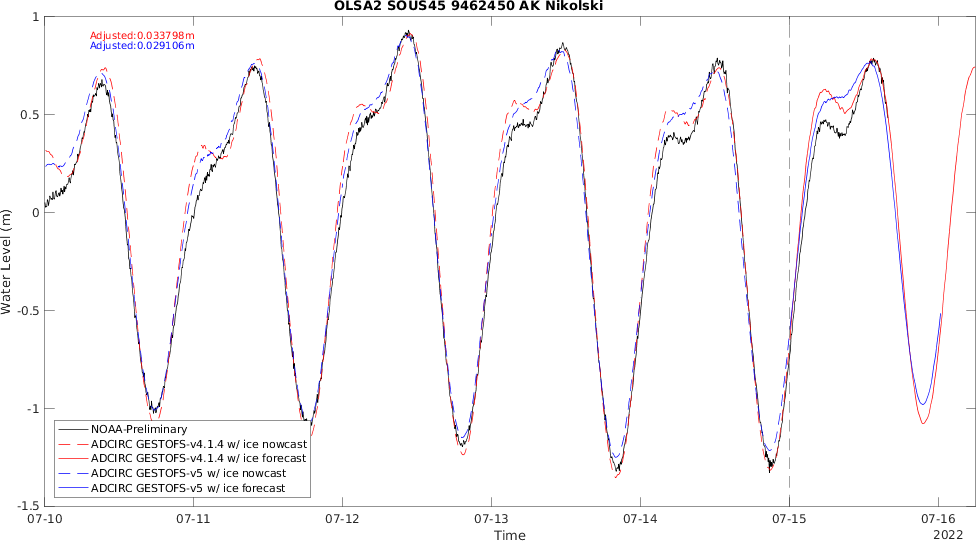 OLSA2 SOUS45 9462450 AK Nikolski
Adjusted:0.033798m
Adjusted:0.029106m
1
0.5
0
-0.5
-1
-1.5
Water Level (m)
NOAA-Preliminary
ADCIRC GESTOFS-v4.1.4 w/ ice nowcast
ADCIRC GESTOFS-v4.1.4 w/ ice forecast
ADCIRC GESTOFS-v5 w/ ice nowcast
ADCIRC GESTOFS-v5 w/ ice forecast
07-10 07-11 07-12 07-13 07-14 07-15 07-16
Time
2022